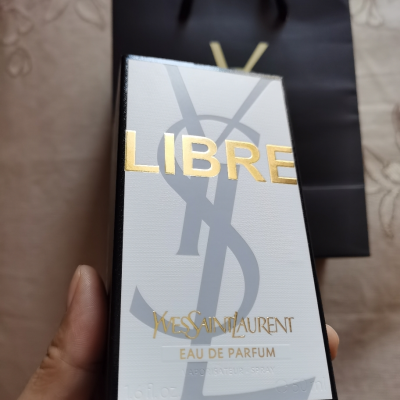 LIBRE
YVESSAINTLAURENT
EAU DE PARFUM